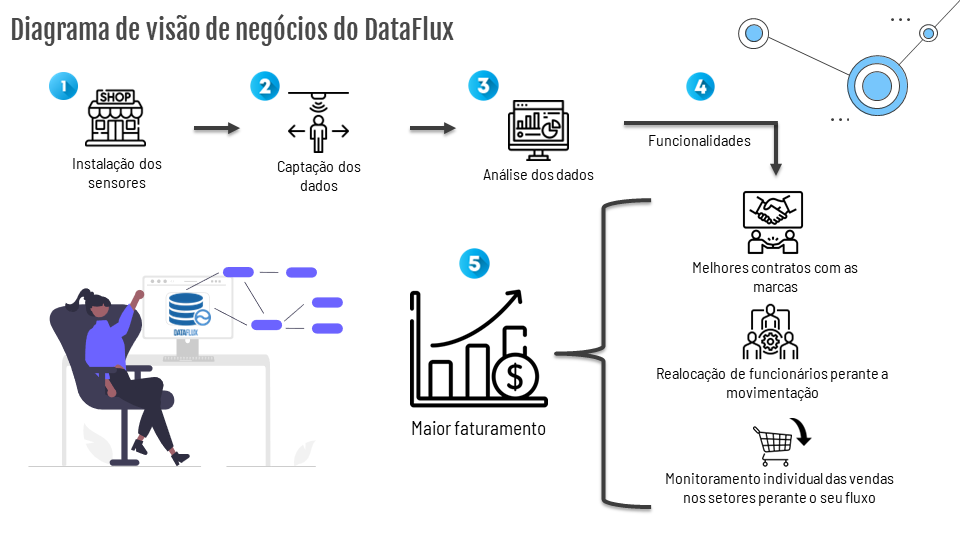 Diagrama de visão de negócios do DataFlux
1
SHOP
Instalação dos
sensores
2
Captação dos
dados
3
Análise dos dados
4
Funcionalidades
Melhores contratos com as
marcas
Realocação de funcionários perante a
movimentação
Monitoramento individual das vendas
nos setores perante o seu fluxo
5
$
Maior faturamento
DATAFLUX